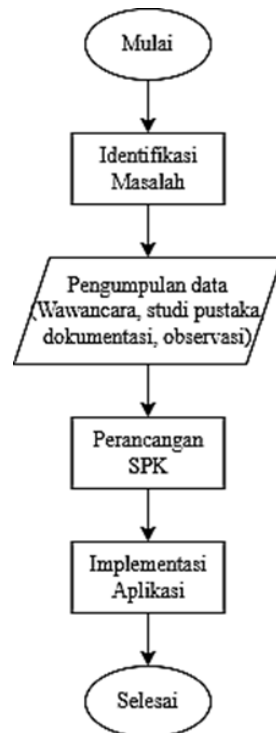 Mulai
Identifikasi
Masalah
Pengumpulan data
(Wawancara, studi pustaka
dokumentasi, observasi)
Perancangan
SPK
Implementasi
Aplikasi
Selesai